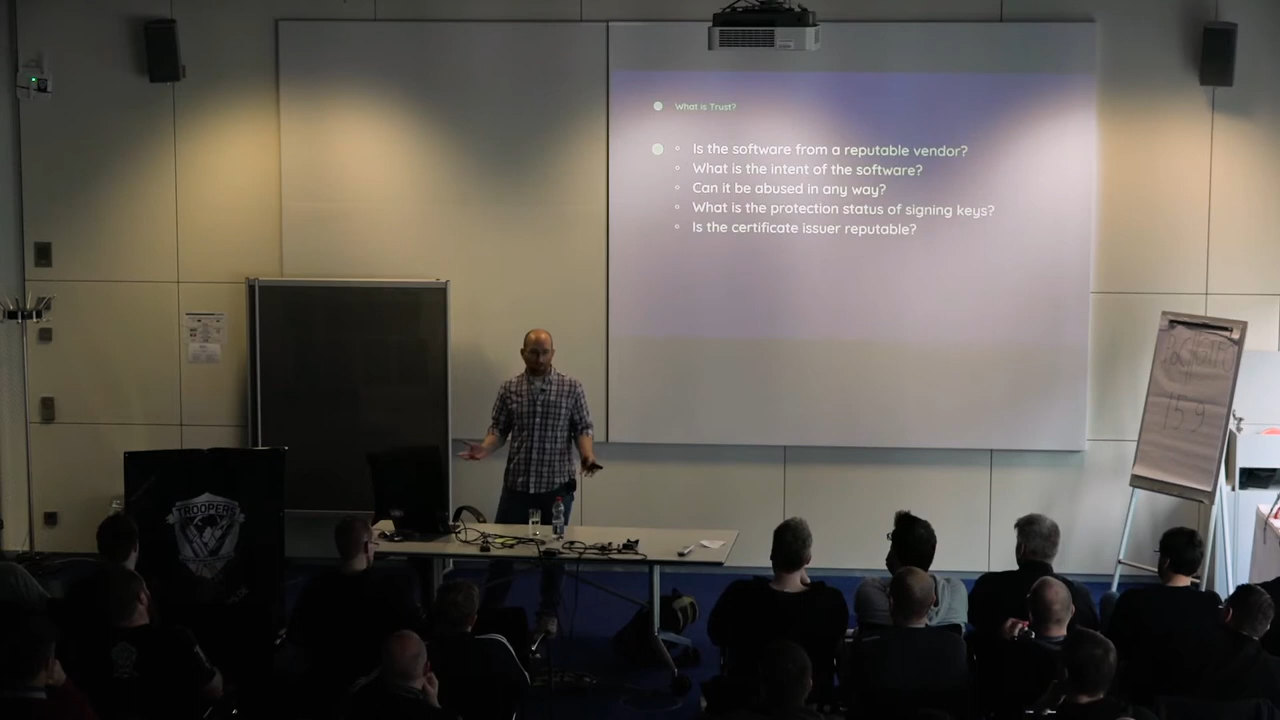 What is Trust?
Is the software from a reputable vendor?
What is the intent of the software?
Can it be abused in any way?
What is the protection status of signing keys?
Is the certificate issuer reputable?
TROOPERS